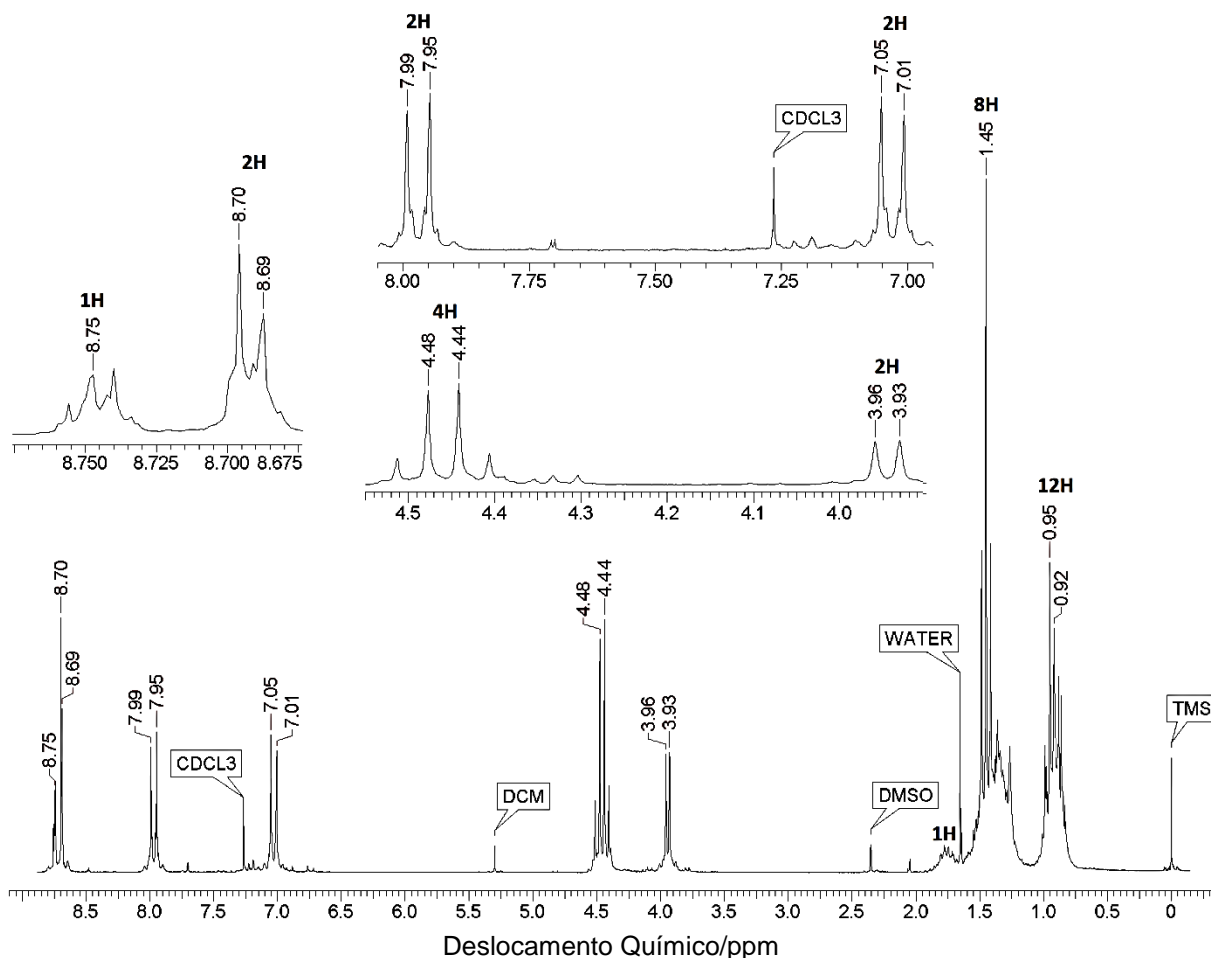 2H
7.99
7.95
2H
7.05
7.01
CDCL3
8.00 7.75 7.50 7.25 7.00
8H
1.45
2H
8.70
8.69
1H
8.75
8.750 8.725 8.700 8.675
4H
4.48
4.44
2H
3.96
3.93
4.5 4.4 4.3 4.2 4.1 4.0
12H
0.95
0.92
8.75
8.70
8.69
7.99
7.95
CDCL3
7.05
7.01
DCM
4.48
4.44
3.96
3.93
DMSO
WATER
1H
TMS
8.5 8.0 7.5 7.0 6.5 6.0 5.5 5.0 4.5 4.0 3.5 3.0 2.5 2.0 1.5 1.0 0.5 0
Deslocamento Químico/ppm